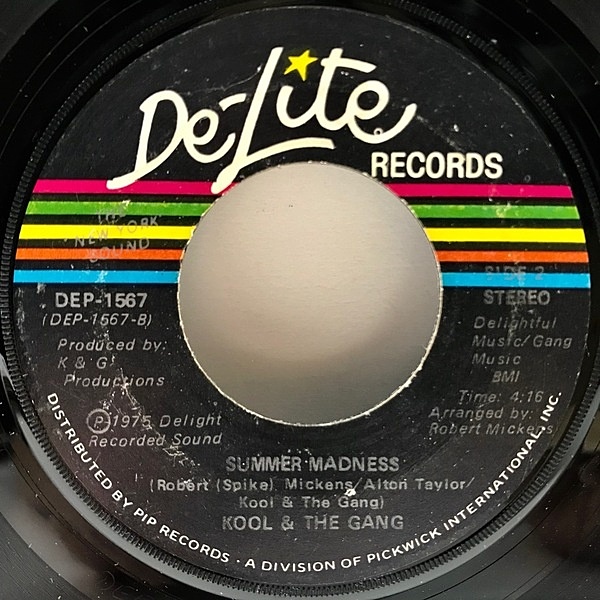 De-Lite
RECORDS
THE
NEW YORK
SOUND
SIDE 2
STEREO
DEP-1567
(DEP-1567-B)
Produced by:
K & G
Productions
Ⓟ 1975 Delight
Recorded Sound
Delightful
Music/Gang
Music
BMI
Time: 4:16
Arranged by:
Robert Mickens
SUMMER MADNESS
(Robert (Spike) Mickens/Alton Taylor/
Kool & The Gang)
KOOL & THE GANG
DISTRIBUTED BY PIP RECORDS · A DIVISION OF PICKWICK INTERNATIONAL, INC.